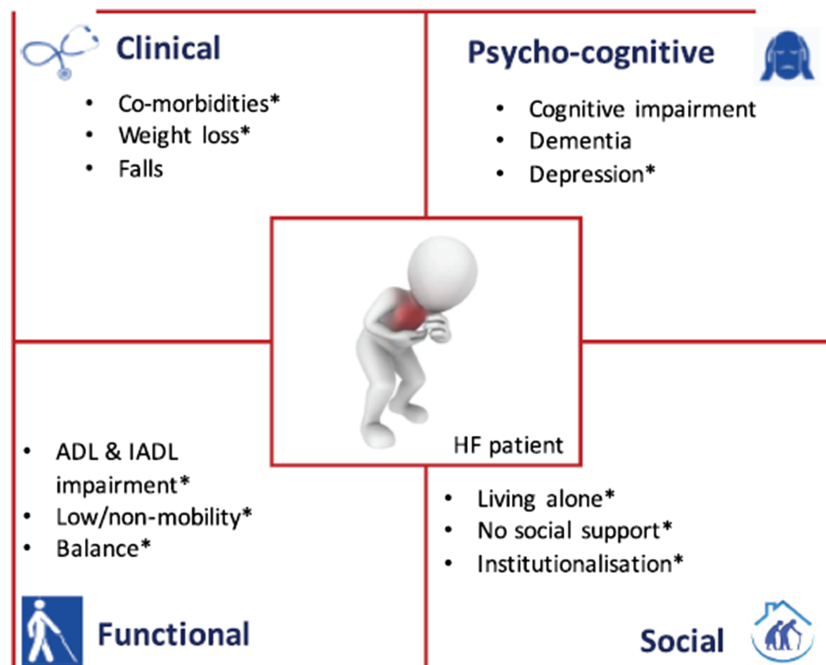 Clinical
• Co-morbidities*
• Weight loss*
• Falls
Psycho-cognitive
• Cognitive impairment
• Dementia
• Depression*
HF patient
• ADL & IADL
impairment*
• Low/non-mobility*
• Balance*
Functional
• Living alone*
• No social support*
• Institutionalisation*
Social